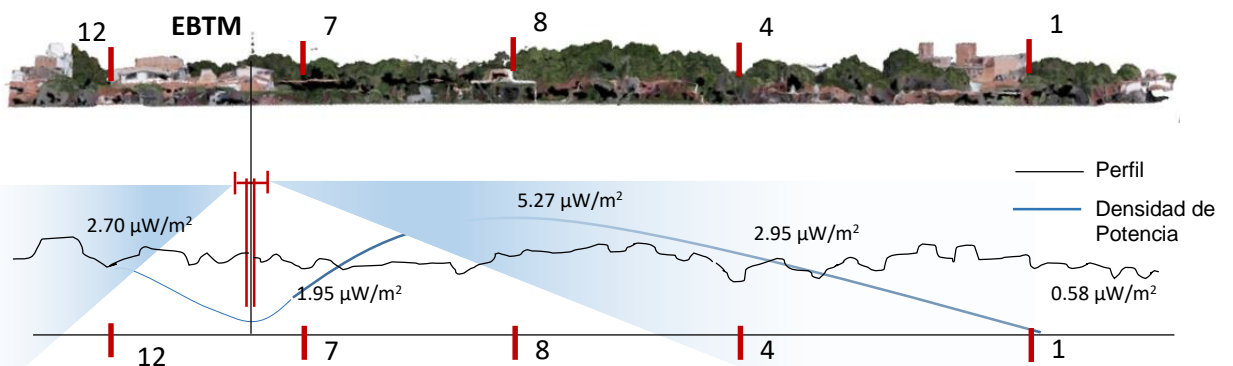 12
EBTM
7
8
4
1
Perfil
Densidad de
Potencia
2.70 µW/m²
5.27 µW/m²
2.95 µW/m²
1.95 µW/m²
0.58 µW/m²
12
7
8
4
1